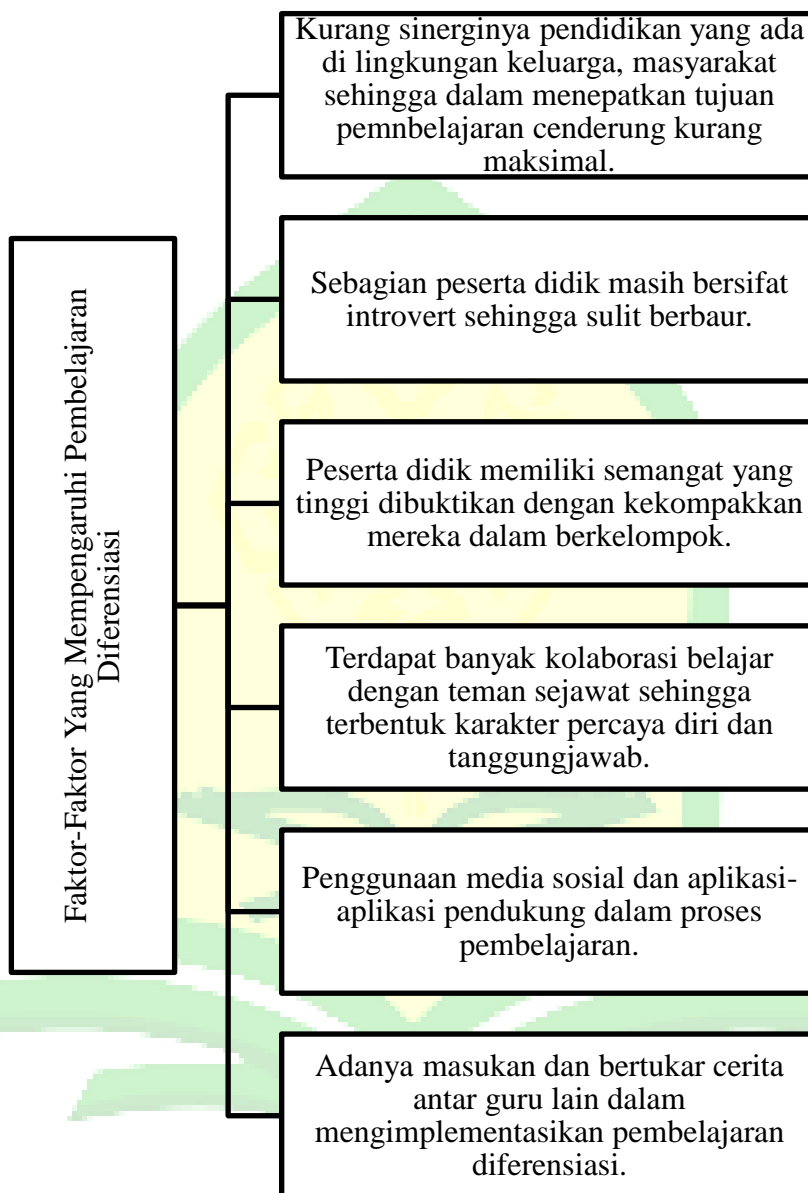 Faktor-Faktor Yang Mempengaruhi Pembelajaran
Diferensiasi
Kurang sinerginya pendidikan yang ada
di lingkungan keluarga, masyarakat
sehingga dalam menepatkan tujuan
pemnbelajaran cenderung kurang
maksimal.
Sebagian peserta didik masih bersifat
introvert sehingga sulit berbaur.
Peserta didik memiliki semangat yang
tinggi dibuktikan dengan kekompakkan
mereka dalam berkelompok.
Terdapat banyak kolaborasi belajar
dengan teman sejawat sehingga
terbentuk karakter percaya diri dan
tanggungjawab.
Penggunaan media sosial dan aplikasi-
aplikasi pendukung dalam proses
pembelajaran.
Adanya masukan dan bertukar cerita
antar guru lain dalam
mengimplementasikan pembelajaran
diferensiasi.